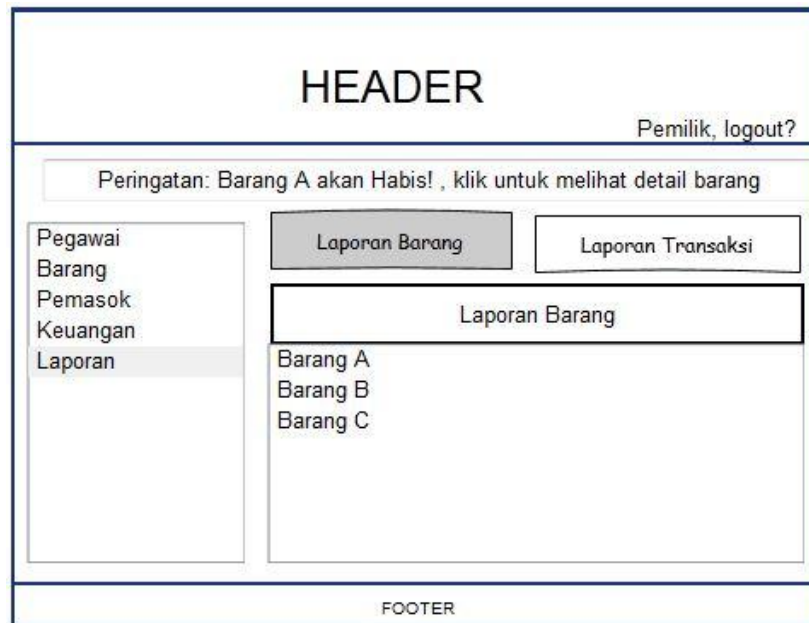 HEADER
Pemilik, logout?
Peringatan: Barang A akan Habis! , klik untuk melihat detail barang
Pegawai
Barang
Pemasok
Keuangan
Laporan
Laporan Barang
Laporan Transaksi
Laporan Barang
Barang A
Barang B
Barang C
FOOTER